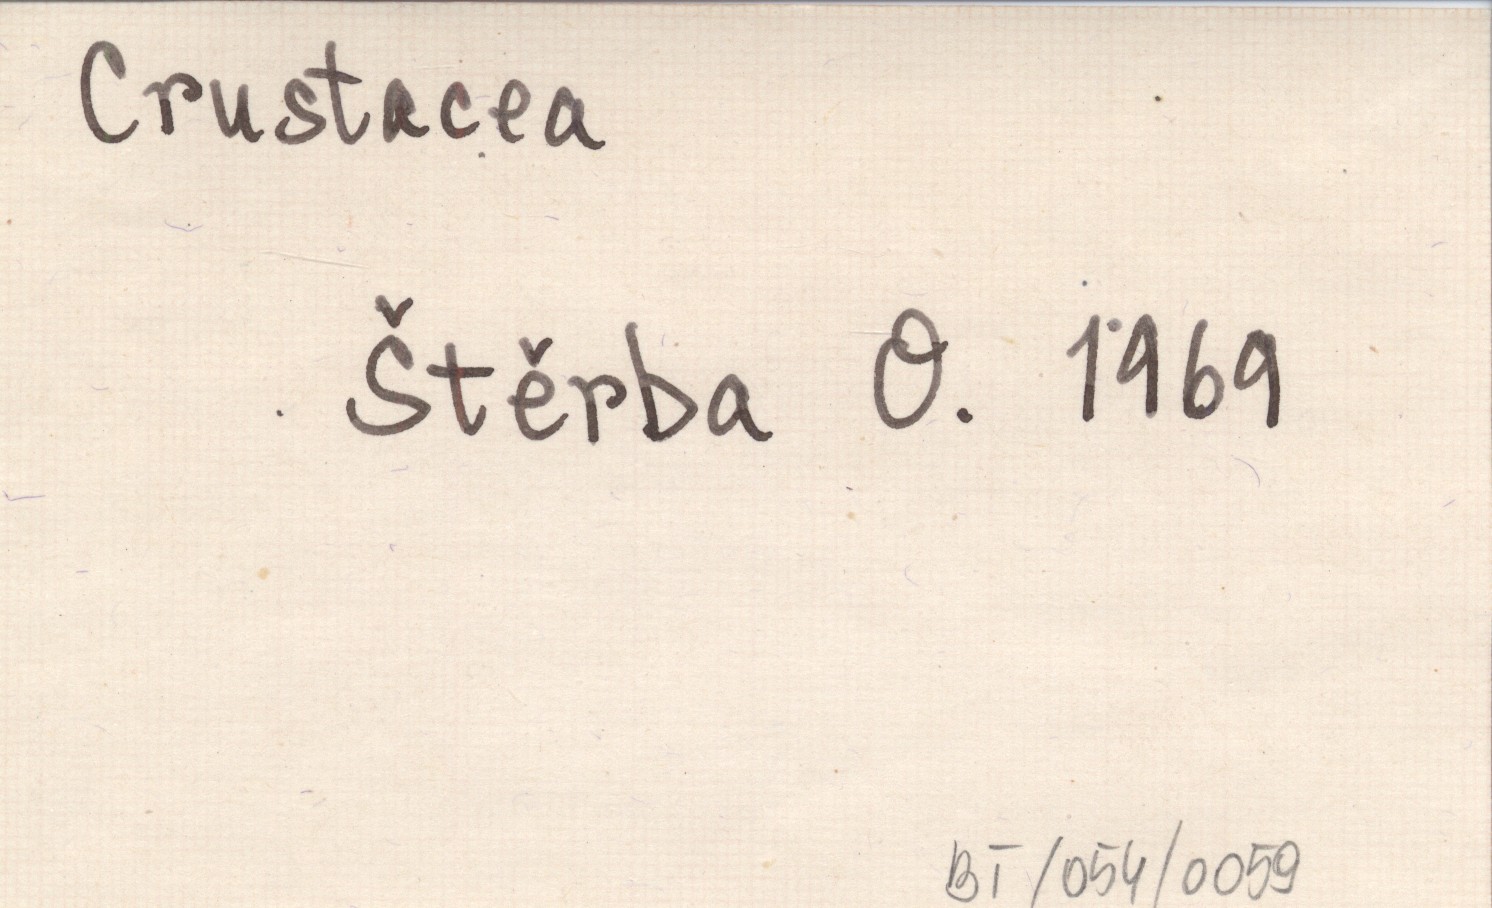 Crustacea
Štěrba O. 1969
BT/054/0059